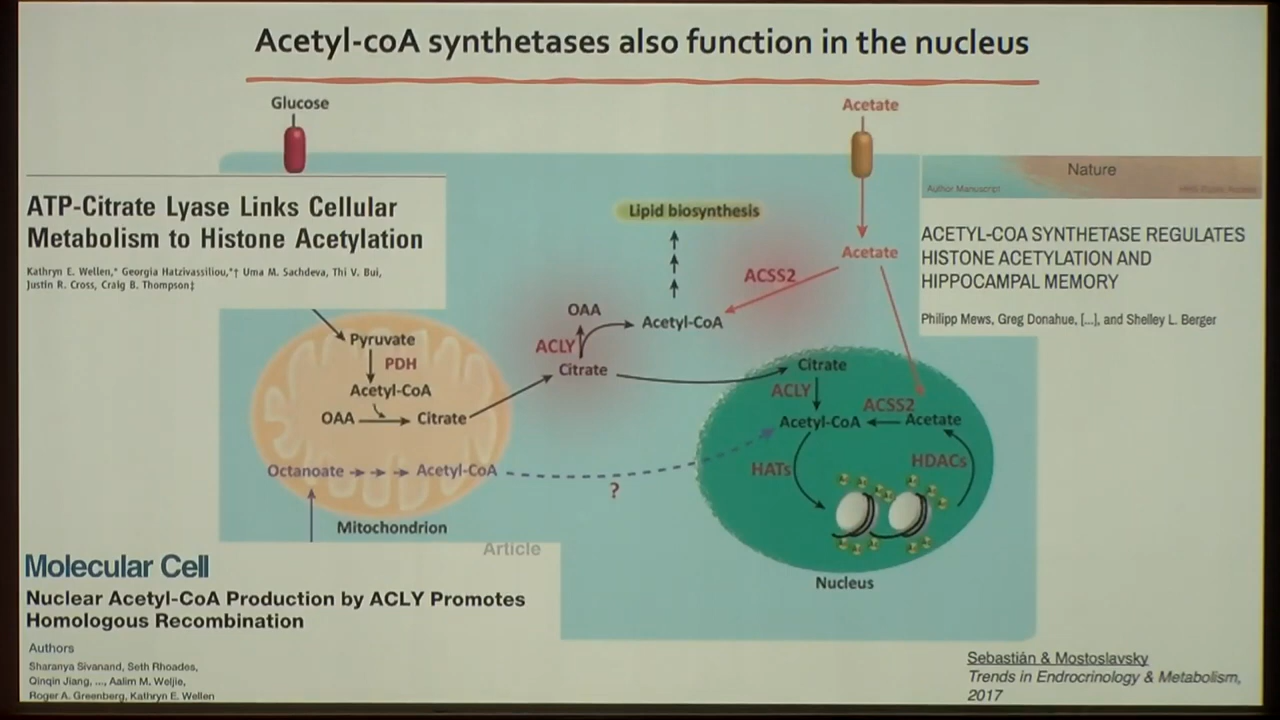 Acetyl-coA synthetases also function in the nucleus
Glucose
Acetate
ATP-Citrate Lyase Links Cellular
Metabolism to Histone Acetylation
Kathryn E. Wellen,* Georgia Hatzivassiliou,*† Uma M. Sachdeva, Thi V. Bui,
Justin R. Cross, Craig B. Thompson‡
Nature
Author Manuscript
ACETYL-COA SYNTHETASE REGULATES
HISTONE ACETYLATION AND
HIPPOCAMPAL MEMORY
Philipp Mews, Greg Donahue, [...], and Shelley L. Berger
Lipid biosynthesis
Acetate
ACSS2
OAA
Acetyl-CoA
ACLY
Citrate
Pyruvate
PDH
Acetyl-CoA
OAA
Citrate
Octanoate
Acetyl-CoA
?
Mitochondrion
Citrate
ACLY
ACSS2
Acetyl-CoA
Acetate
HATs
HDACs
Nucleus
Article
Molecular Cell
Nuclear Acetyl-CoA Production by ACLY Promotes
Homologous Recombination
Authors
Sharanya Sivanand, Seth Rhoades,
Qinqin Jiang, ..., Aalim M. Weljie,
Roger A. Greenberg, Kathryn E. Wellen
Sebastián & Mostoslavsky
Trends in Endocrinology & Metabolism,
2017